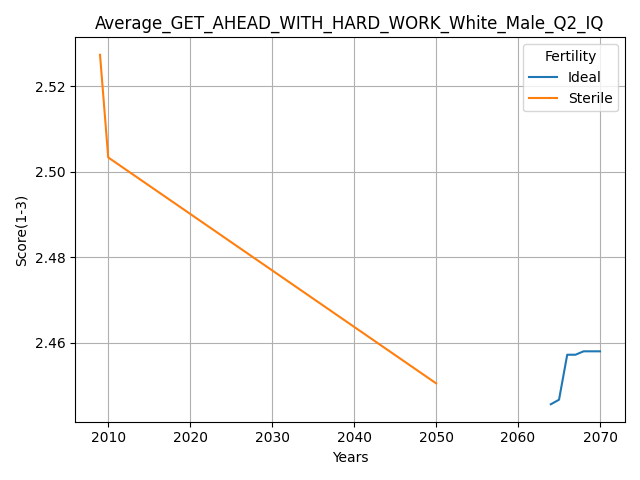 Average_GET_AHEAD_WITH_HARD_WORK_White_Male_Q2_IQ
Fertility
Ideal
Sterile
Score(1-3)
2.52
2.50
2.48
2.46
2010 2020 2030 2040 2050 2060 2070
Years